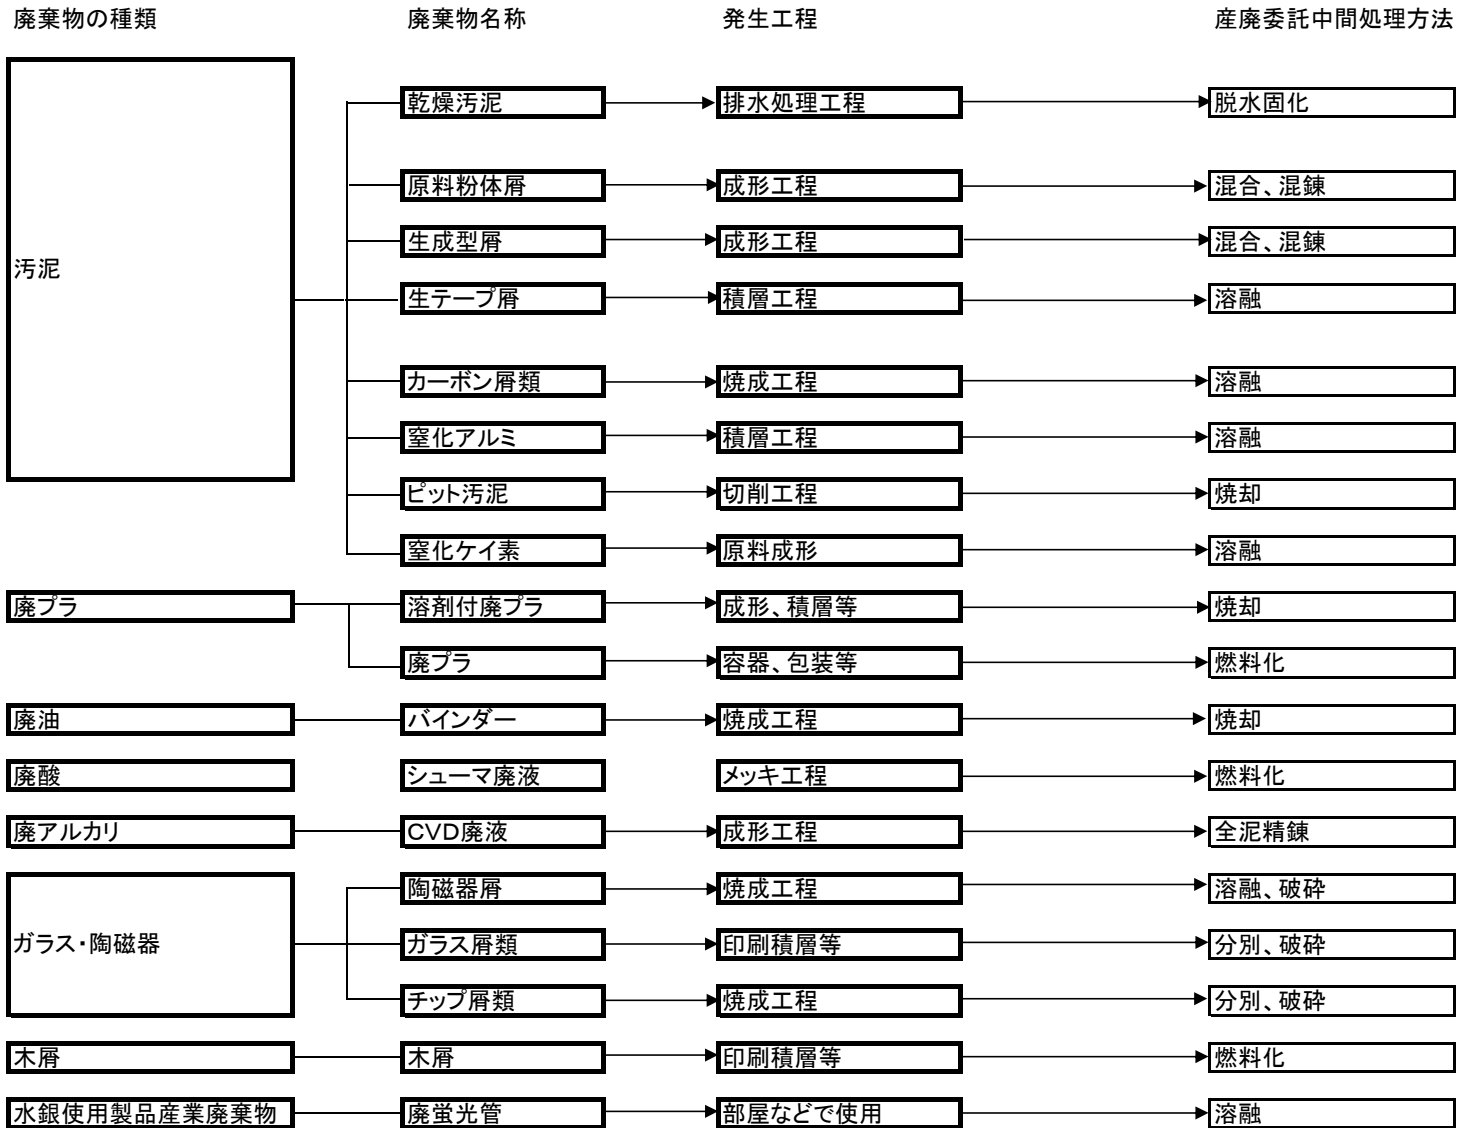 廃棄物の種類 廃棄物名称 発生工程 産廃委託中間処理方法
乾燥汚泥 排水処理工程 脱水固化
原料粉体屑 成形工程 混合、混錬
生成型屑 成形工程 混合、混錬
汚泥
生テープ屑 積層工程 溶融
カーボン屑類 焼成工程 溶融
窒化アルミ 積層工程 溶融
ピット汚泥 切削工程 焼却
窒化ケイ素 原料成形 溶融
廃プラ 溶剤付廃プラ 成形、積層等 焼却
廃プラ 容器、包装等 燃料化
廃油 バインダー 焼成工程 焼却
廃酸 シューマ廃液 メッキ工程 燃料化
廃アルカリ CVD廃液 成形工程 全泥精錬
陶磁器屑 焼成工程 溶融、破砕
ガラス・陶磁器 ガラス屑類 印刷積層等 分別、破砕
チップ屑類 焼成工程 分別、破砕
木屑 木屑 印刷積層等 燃料化
水銀使用製品産業廃棄物 廃蛍光管 部屋などで使用 溶融